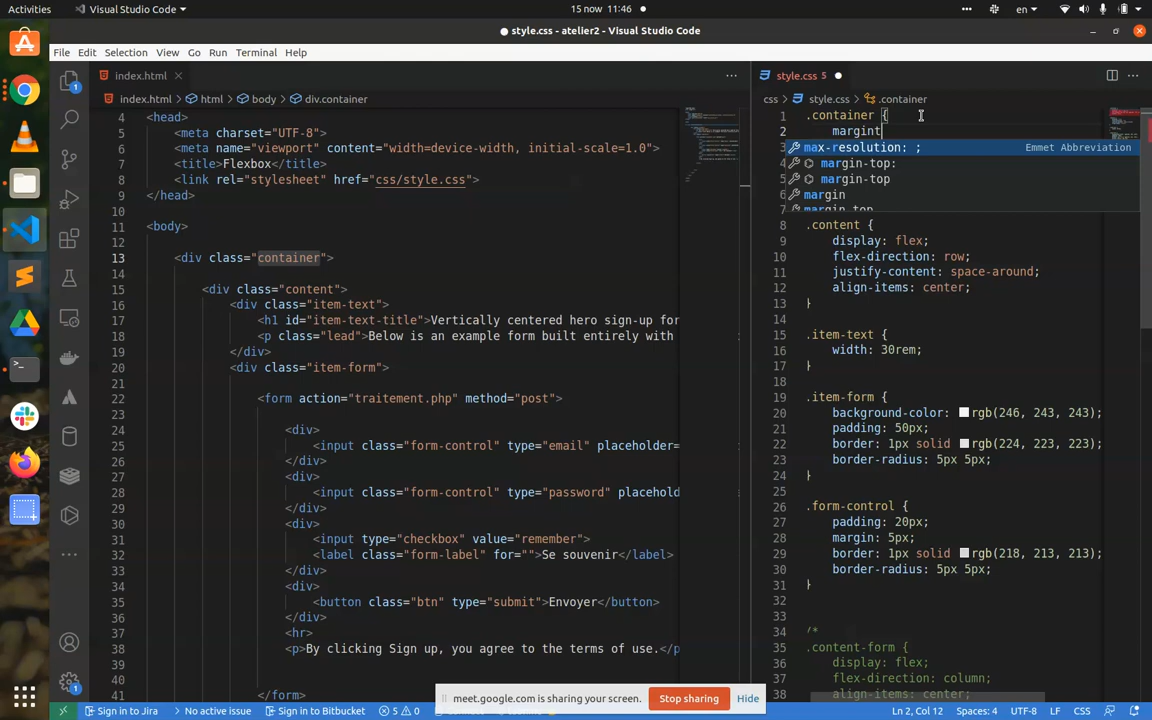 Activities
Visual Studio Code
15 nov 11:46
en
style.css - atelier2 - Visual Studio Code
File Edit Selection View Go Run Terminal Help
index.html
style.css 5
index.html > html > body > div.container
css > style.css > .container
4 <head>
5 <meta charset="UTF-8">
6 <meta name="viewport" content="width=device-width, initial-scale=1.0">
7 <title>Flexbox</title>
8 <link rel="stylesheet" href="css/style.css">
9 </head>
10
11 <body>
12
13 <div class="container">
14
15 <div class="content">
16 <div class="item-text">
17 <h1 id="item-text-title">Vertically centered hero sign-up for
18 <p class="lead">Below is an example form built entirely with
19 </div>
20 <div class="item-form">
21
22 <form action="traitement.php" method="post">
23
24 <div>
25 <input class="form-control" type="email" placeholder=
26 </div>
27 <div>
28 <input class="form-control" type="password" placehold
29 </div>
30 <div>
31 <input type="checkbox" value="remember">
32 <label class="form-label" for="">Se souvenir</label>
33 </div>
34 <div>
35 <button class="btn" type="submit">Envoyer</button>
36 </div>
37 <hr>
38 <p>By clicking Sign up, you agree to the terms of use.</p
39
40
41 </form>
1 .container {
2 margint
3
max-resolution: ; Emmet Abbreviation
4
margin-top:
5
margin-top
6
margin
7
margin-top
8 .content {
9 display: flex;
10 flex-direction: row;
11 justify-content: space-around;
12 align-items: center;
13 }
14
15 .item-text {
16 width: 30rem;
17 }
18
19 .item-form {
20 background-color: rgb(246, 243, 243);
21 padding: 50px;
22 border: 1px solid rgb(224, 223, 223);
23 border-radius: 5px 5px;
24 }
25
26 .form-control {
27 padding: 20px;
28 margin: 5px;
29 border: 1px solid rgb(218, 213, 213);
30 border-radius: 5px 5px;
31 }
32
33
34 /*
35 .content-form {
36 display: flex;
37 flex-direction: column;
38 align-items: center;
1
1
meet.google.com is sharing your screen.
Stop sharing
Hide
Sign in to Jira
No active issue
Sign in to Bitbucket
5 0
Ln 2, Col 12
Spaces: 4
UTF-8
LF
CSS